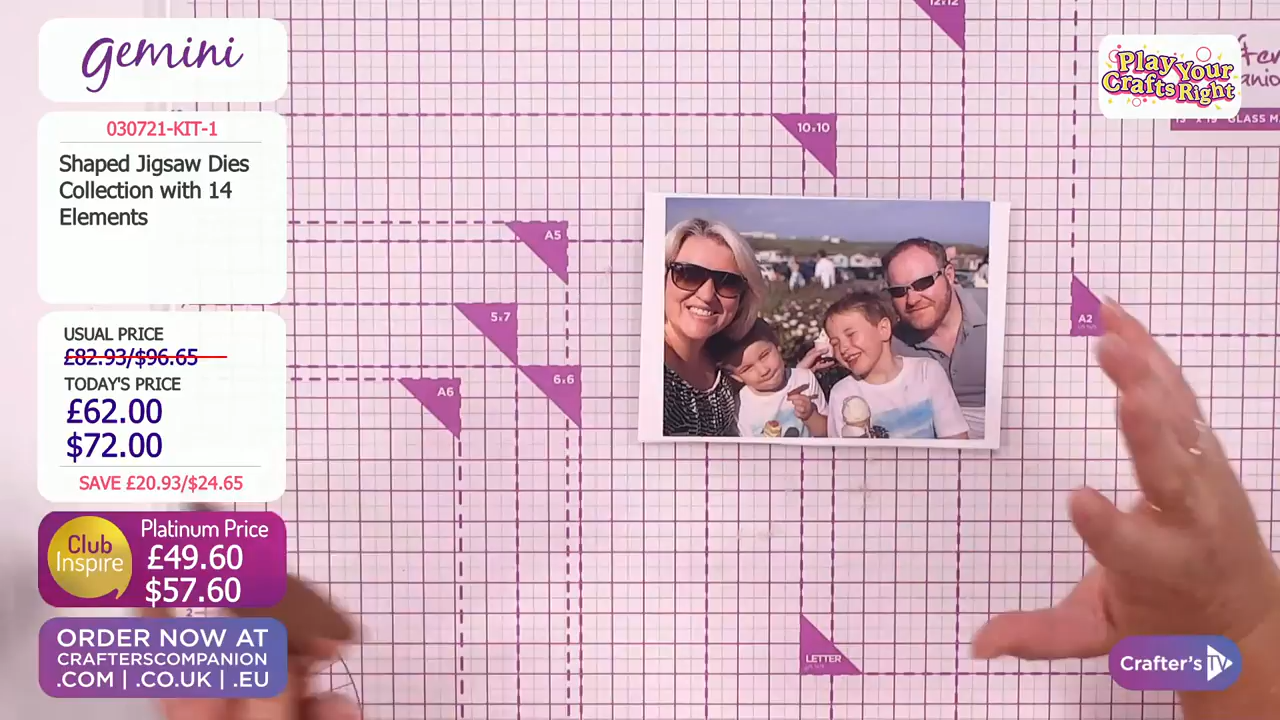 gemini
030721-KIT-1
Shaped Jigsaw Dies
Collection with 14
Elements
USUAL PRICE
£82.93/$96.65
TODAY'S PRICE
£62.00
$72.00
SAVE £20.93/$24.65
Club
Inspire
Platinum Price
£49.60
$57.60
ORDER NOW AT
CRAFTERSCOMPANION
.COM | .CO.UK | .EU
12x12
Play Your
Crafts Right
10x10
A5
5x7
6x6
A6
A2
LETTER
Crafter's TV